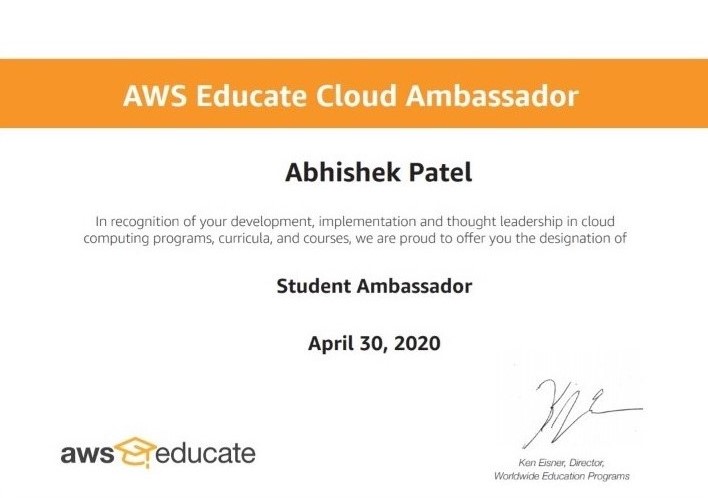 AWS Educate Cloud Ambassador
Abhishek Patel
In recognition of your development, implementation and thought leadership in cloud
computing programs, curricula, and courses, we are proud to offer you the designation of
Student Ambassador
April 30, 2020
aws educate
Ken Eisner, Director,
Worldwide Education Programs